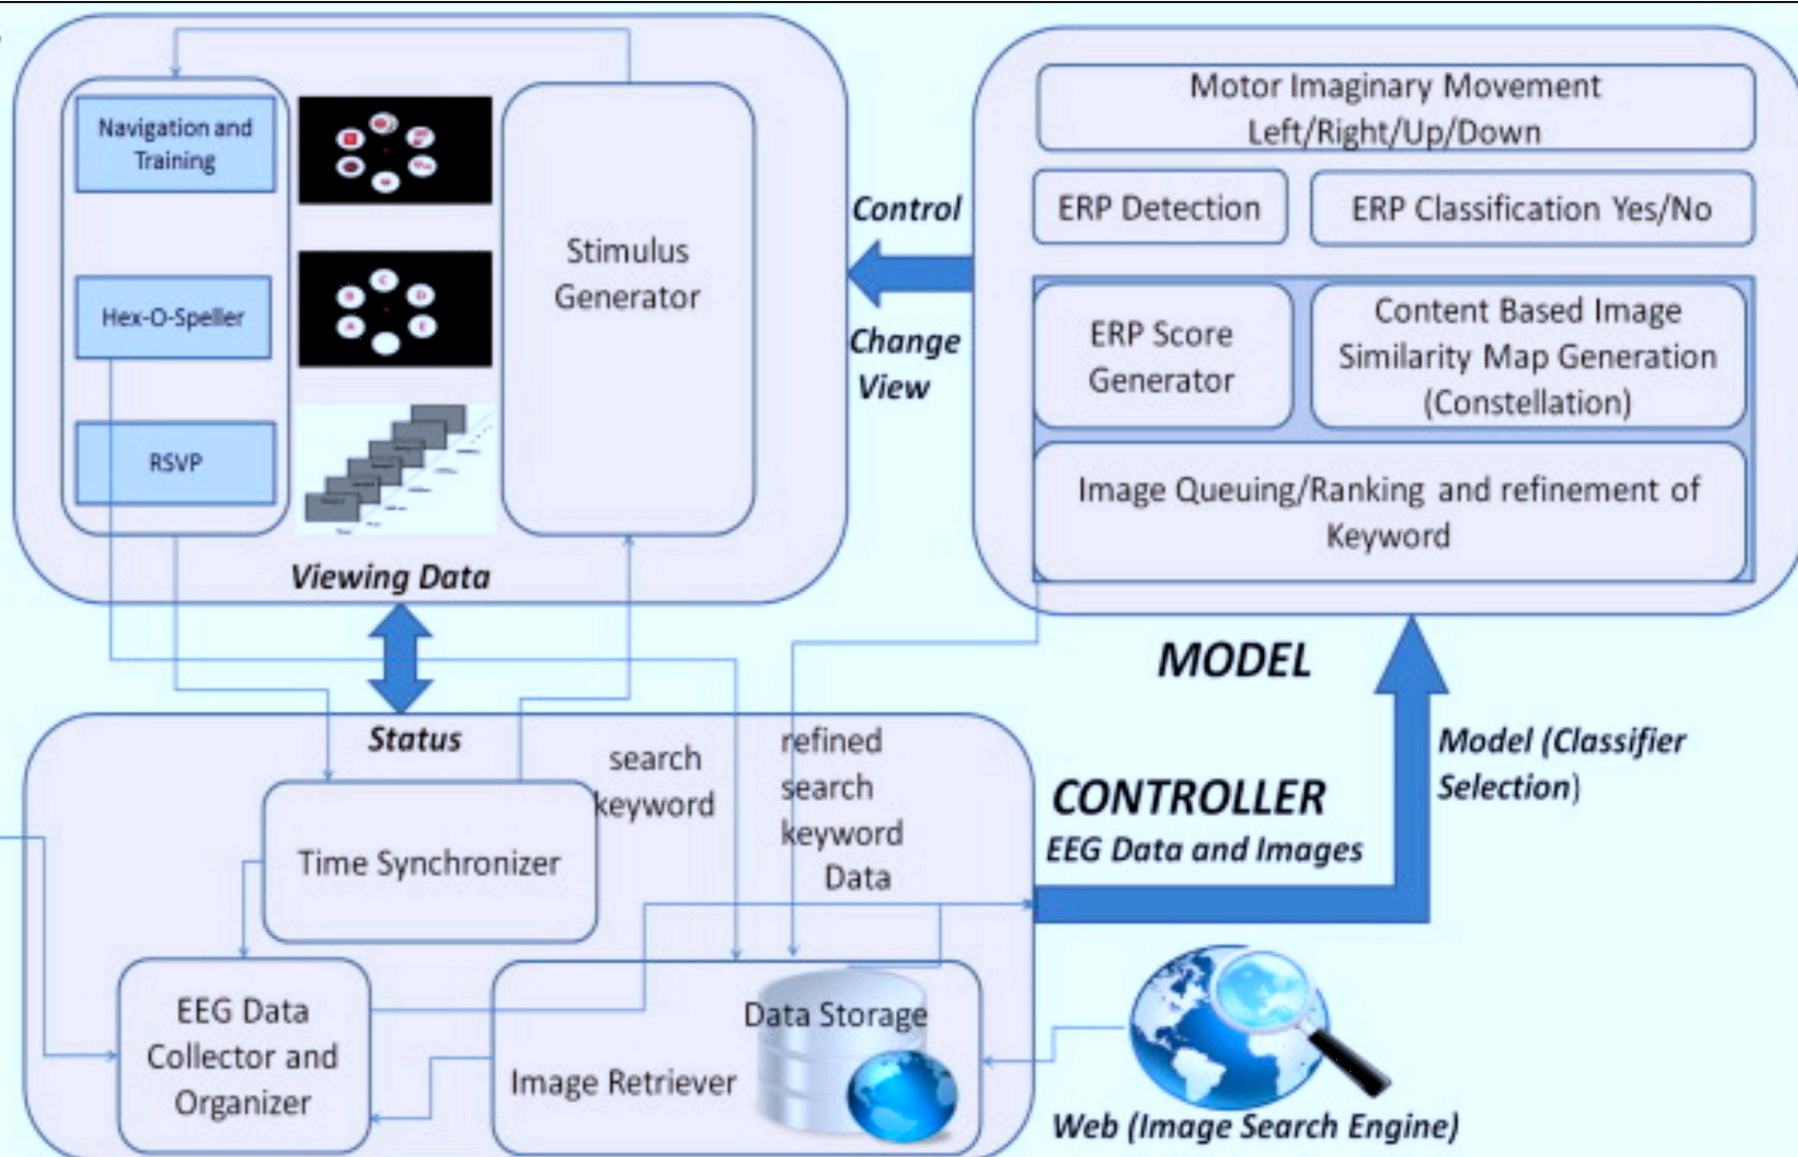 Navigation and
Training
Hex-O-Speller
RSVP
C
B
D
A
E
Stimulus
Generator
Viewing Data
Control
Change
View
Motor Imaginary Movement
Left/Right/Up/Down
ERP Detection
ERP Classification Yes/No
ERP Score
Generator
Content Based Image
Similarity Map Generation
(Constellation)
Image Queuing/Ranking and refinement of
Keyword
MODEL
Model (Classifier
Selection)
CONTROLLER
EEG Data and Images
Status
search
keyword
refined
search
keyword
Data
Time Synchronizer
EEG Data
Collector and
Organizer
Image Retriever
Data Storage
Web (Image Search Engine)